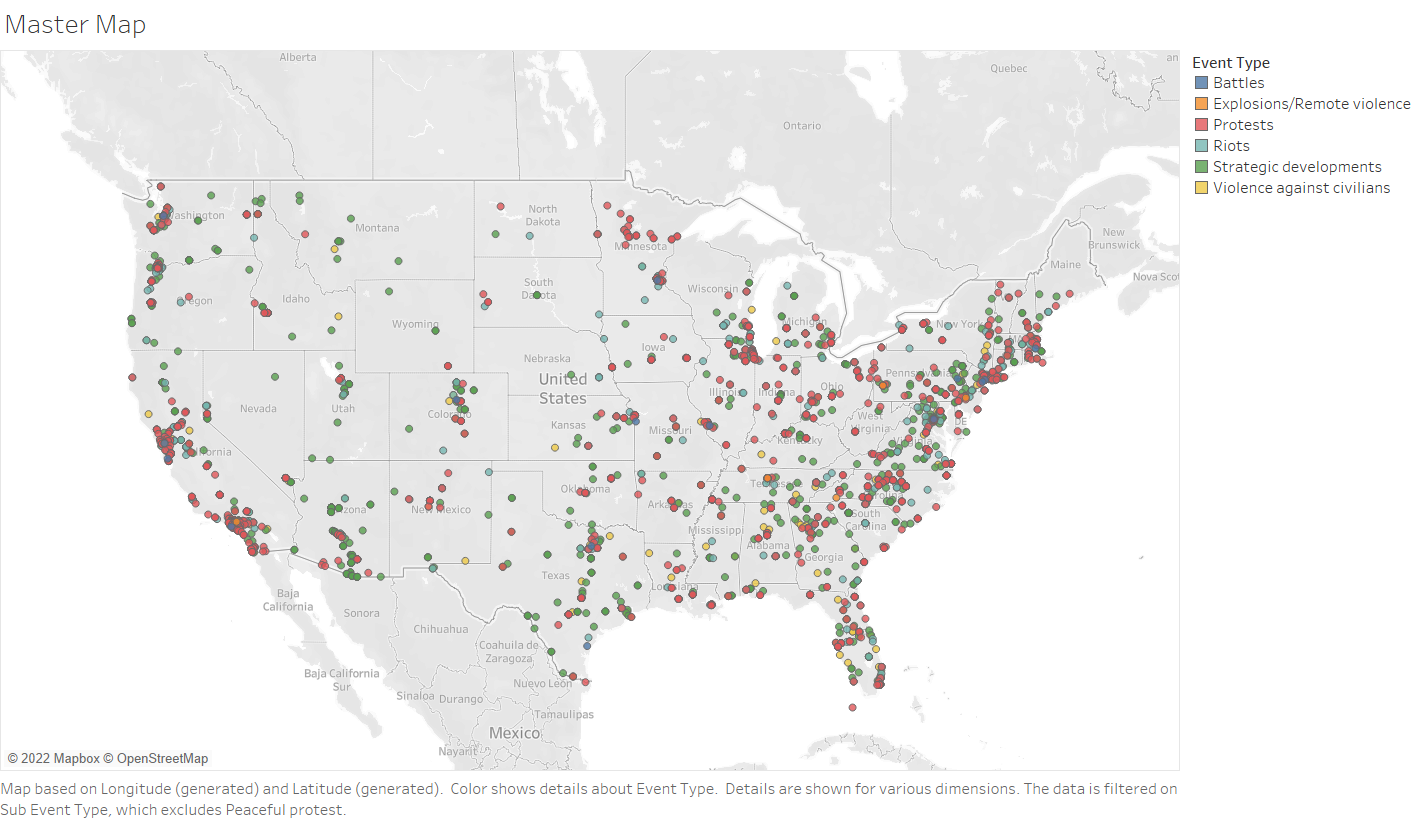 Master Map
Alberta
Quebec
an
Ontario
Event Type
Battles
Explosions/Remote violence
Protests
Riots
Strategic developments
Violence against civilians
Washington
Montana
North
Dakota
Minnesota
New
Brunswick
Maine
Nova Scot
Oregon
Idaho
South
Dakota
Wisconsin
Wyoming
Michigan
New York
MA
Iowa
Nebraska
Pennsylvania
United
States
Nevada
Utah
Colorado
Illinois
Indiana
Ohio
Kansas
Missouri
West
Virginia
DE
Kentucky
Virginia
California
Oklahoma
Tennessee
Arizona
New Mexico
Arkansas
Carolina
South
Carolina
Mississippi
Alabama
Georgia
Texas
Louisiana
Baja
California
Sonora
Chihuahua
Coahuila de
Zaragoza
Baja California
Sur
Sinaloa
Durango
Nuevo León
Tamaulipas
Mexico
Nayarit
© 2022 Mapbox © OpenStreetMap
Map based on Longitude (generated) and Latitude (generated).  Color shows details about Event Type.  Details are shown for various dimensions. The data is filtered on
Sub Event Type, which excludes Peaceful protest.